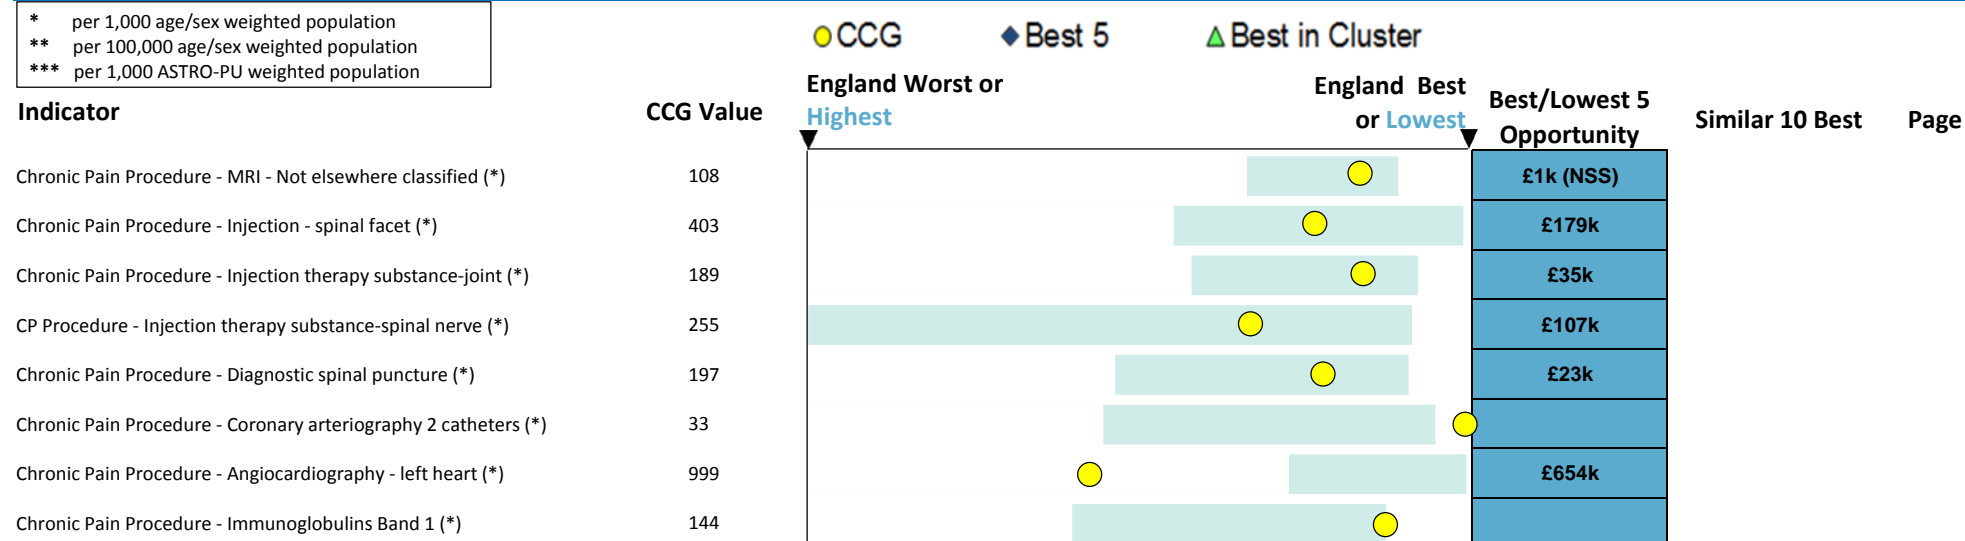 * per 1,000 age/sex weighted population
** per 100,000 age/sex weighted population
*** per 1,000 ASTRO-PU weighted population
CCG Best 5 Best in Cluster
Indicator CCG Value England Worst or Highest England Best or Lowest Best/Lowest 5 Opportunity Similar 10 Best Page
Chronic Pain Procedure - MRI - Not elsewhere classified (*) 108 £1k (NSS)
Chronic Pain Procedure - Injection - spinal facet (*) 403 £179k
Chronic Pain Procedure - Injection therapy substance-joint (*) 189 £35k
CP Procedure - Injection therapy substance-spinal nerve (*) 255 £107k
Chronic Pain Procedure - Diagnostic spinal puncture (*) 197 £23k
Chronic Pain Procedure - Coronary arteriography 2 catheters (*) 33
Chronic Pain Procedure - Angiocardiography - left heart (*) 999 £654k
Chronic Pain Procedure - Immunoglobulins Band 1 (*) 144